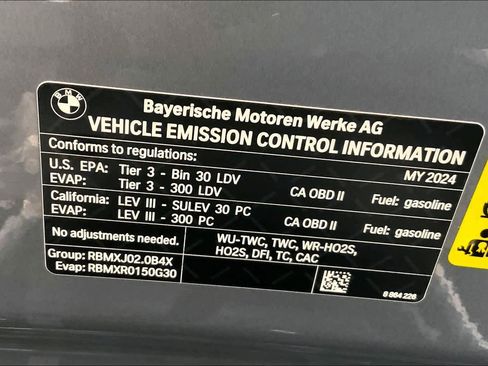 BMW
Bayerische Motoren Werke AG
VEHICLE EMISSION CONTROL INFORMATION
Conforms to regulations: MY 2024
U.S. EPA: Tier 3 - Bin 30 LDV CA OBD II Fuel: gasoline
EVAP: Tier 3 - 300 LDV
California: LEV III - SULEV 30 PC CA OBD II Fuel: gasoline
EVAP: LEV III - 300 PC
No adjustments needed. WU-TWC, TWC, WR-HO2S,
HO2S, DFI, TC, CAC
Group: RBMXJ02.0B4X
Evap: RBMXR0150G30
8 864 226